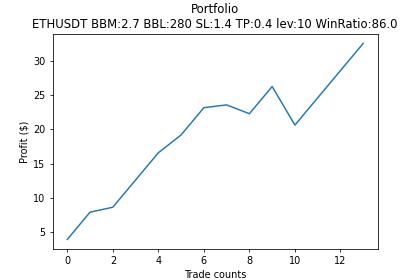 Portfolio
ETHUSDT BBM:2.7 BBL:280 SL:1.4 TP:0.4 lev:10 WinRatio:86.0
30
25
20
15
10
5
Profit ($)
0 2 4 6 8 10 12
Trade counts